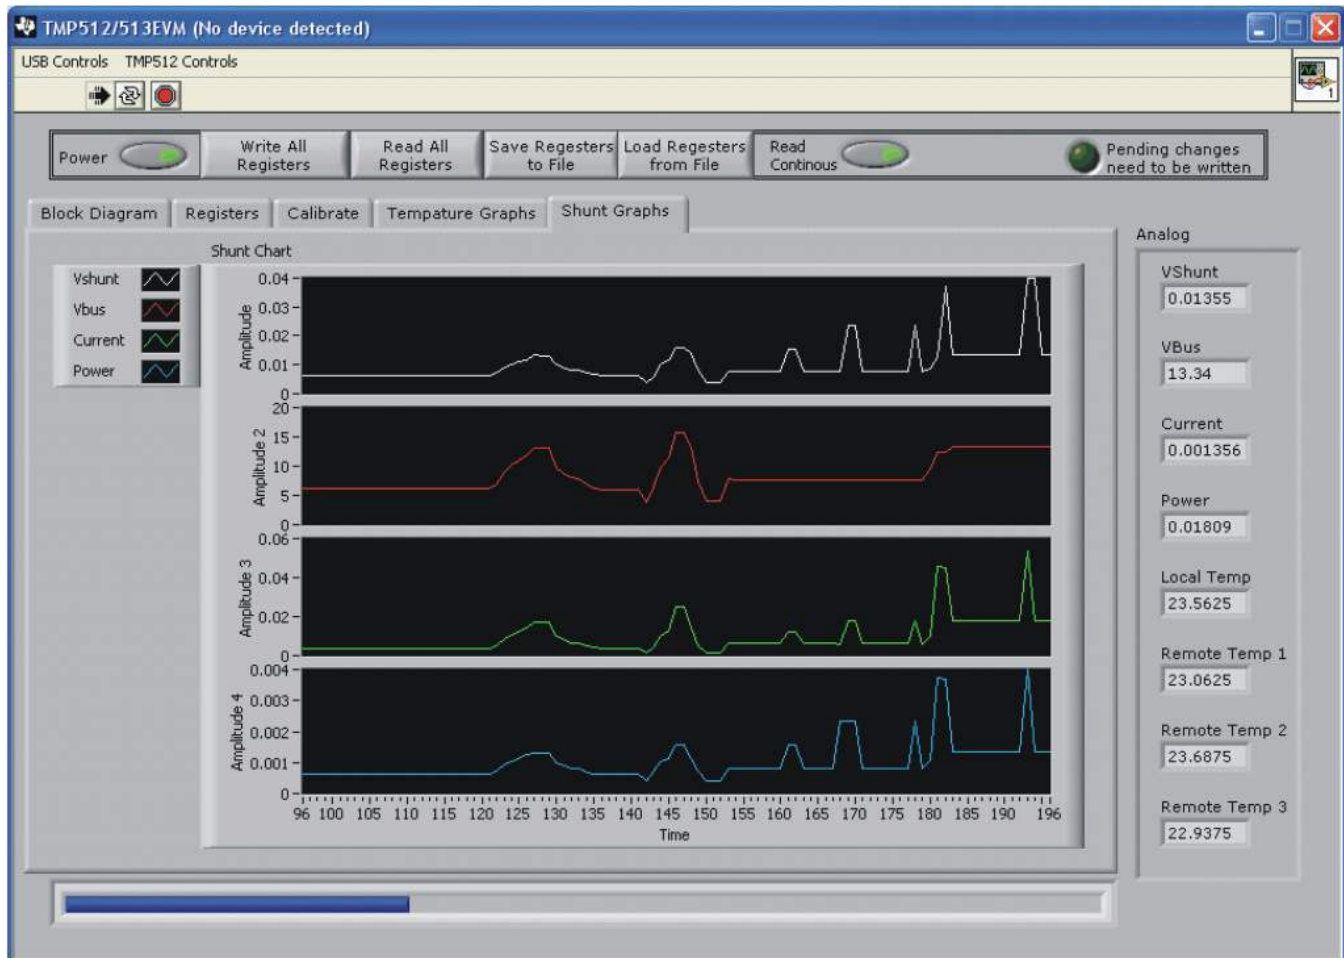 TMP512/513EVM (No device detected)
USB Controls TMP512 Controls
1
Power
Write All
Registers
Read All
Registers
Save Regesters
to File
Load Regesters
from File
Read
Continous
Pending changes
need to be written
Block Diagram
Registers
Calibrate
Tempature Graphs
Shunt Graphs
Shunt Chart
Vshunt
Vbus
Current
Power
Amplitude
0.04
0.03
0.02
0.01
0
Amplitude 2
20
15
10
5
0
Amplitude 3
0.06
0.04
0.02
0
Amplitude 4
0.004
0.003
0.002
0.001
0
96 100 105 110 115 120 125 130 135 140 145 150 155 160 165 170 175 180 185 190 196
Time
Analog
VShunt
0.01355
VBus
13.34
Current
0.001356
Power
0.01809
Local Temp
23.5625
Remote Temp 1
23.0625
Remote Temp 2
23.6875
Remote Temp 3
22.9375